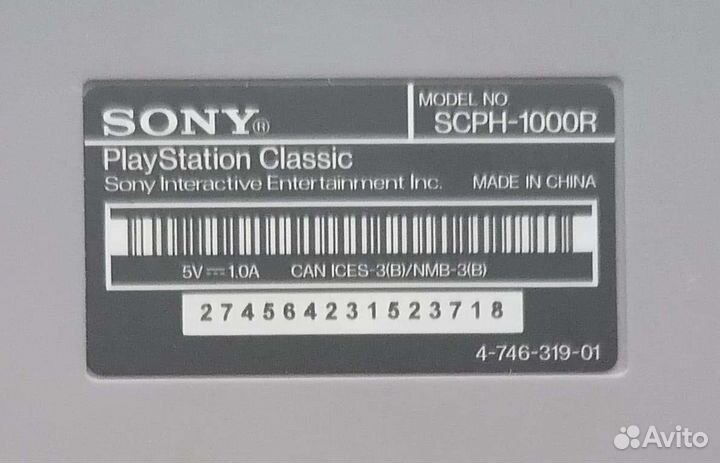 SONY®
MODEL NO
SCPH-1000R
PlayStation Classic
Sony Interactive Entertainment Inc.
MADE IN CHINA
5V⎓1.0A CAN ICES-3(B)/NMB-3(B)
274564231523718
4-746-319-01
Avito